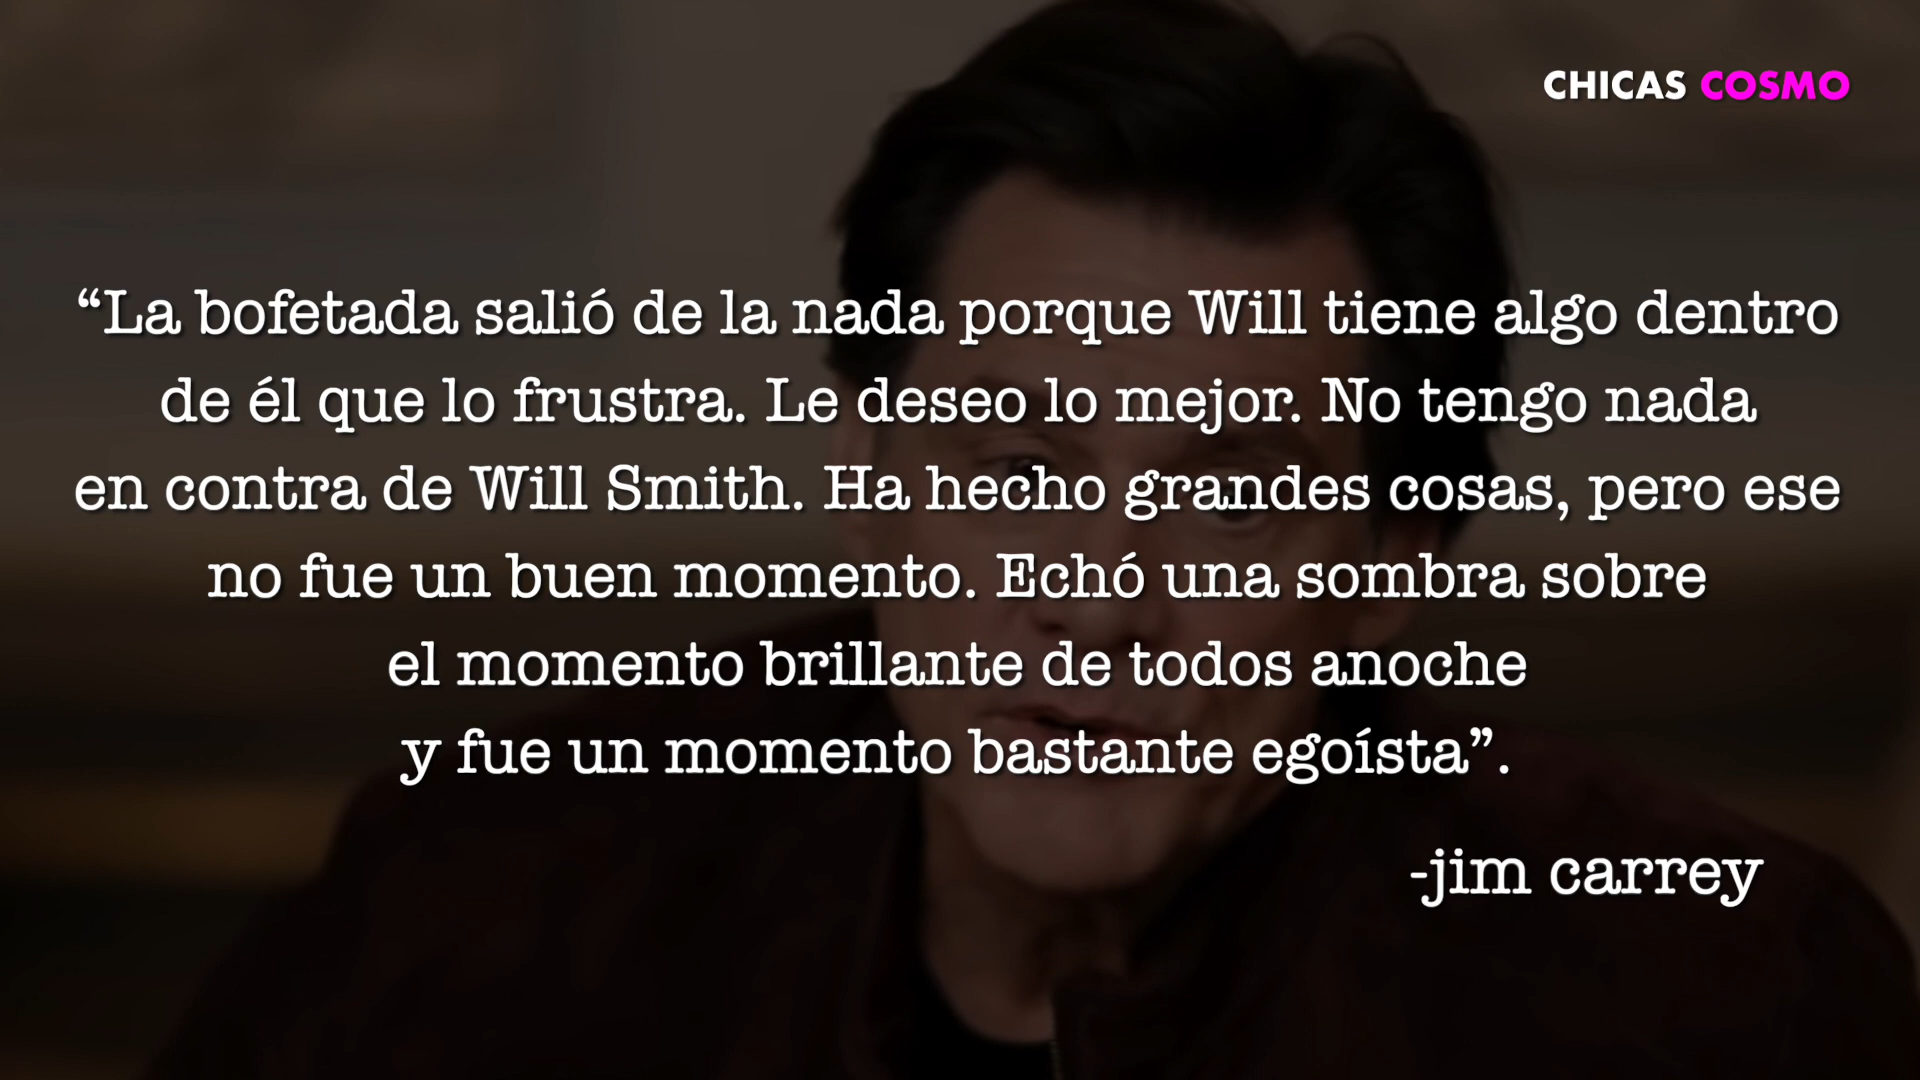 CHICAS COSMO
“La bofetada salió de la nada porque Will tiene algo dentro
de él que lo frustra. Le deseo lo mejor. No tengo nada
en contra de Will Smith. Ha hecho grandes cosas, pero ese
no fue un buen momento. Echó una sombra sobre
el momento brillante de todos anoche
y fue un momento bastante egoísta”.
-jim carrey